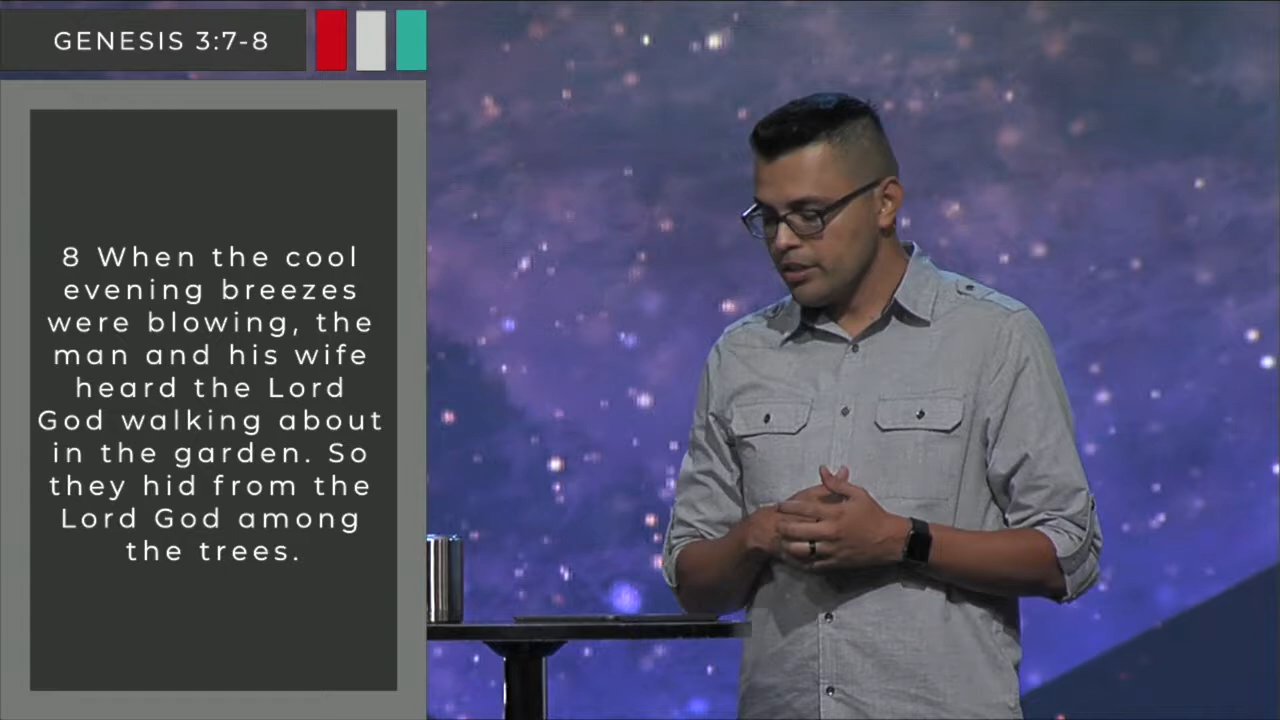 GENESIS 3:7-8
8 When the cool
evening breezes
were blowing, the
man and his wife
heard the Lord
God walking about
in the garden. So
they hid from the
Lord God among
the trees.